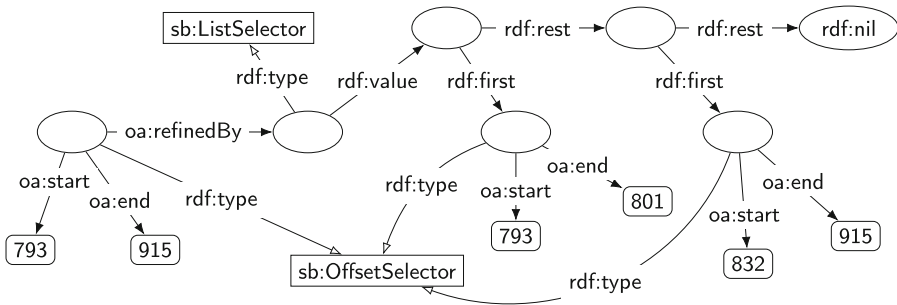 sb:ListSelector
rdf:rest
rdf:rest
rdf:nil
rdf:type
rdf:value
rdf:first
rdf:first
oa:refinedBy
oa:start
oa:end
rdf:type
rdf:type
oa:start
oa:end
oa:start
oa:end
793
915
793
801
832
915
sb:OffsetSelector
rdf:type